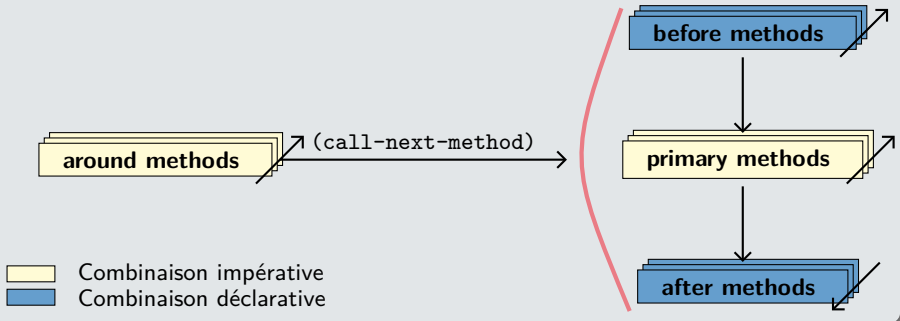 before methods
around methods
(call-next-method)
primary methods
after methods
Combinaison impérative
Combinaison déclarative